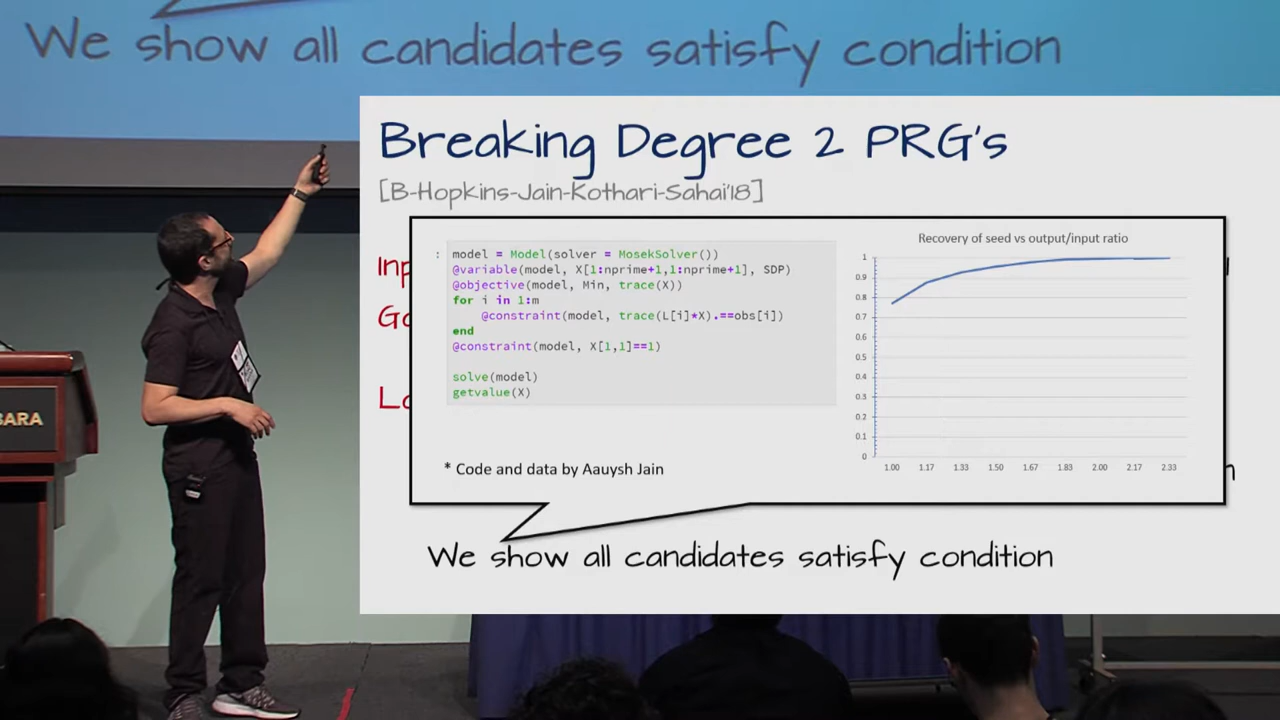 We show all candidates satisfy condition
Breaking Degree 2 PRG's
[B-Hopkins-Jain-Kothari-Sahai'18]
: model = Model(solver = MosekSolver())
@variable(model, X[1:nprime+1,1:nprime+1], SDP)
@objective(model, Min, trace(X))
for i in 1:m
@constraint(model, trace(L[i]*X).==obs[i])
end
@constraint(model, X[1,1]==1)
solve(model)
getvalue(X)
* Code and data by Aauysh Jain
Recovery of seed vs output/input ratio
1
0.9
0.8
0.7
0.6
0.5
0.4
0.3
0.2
0.1
0
1.00 1.17 1.33 1.50 1.67 1.83 2.00 2.17 2.33
We show all candidates satisfy condition